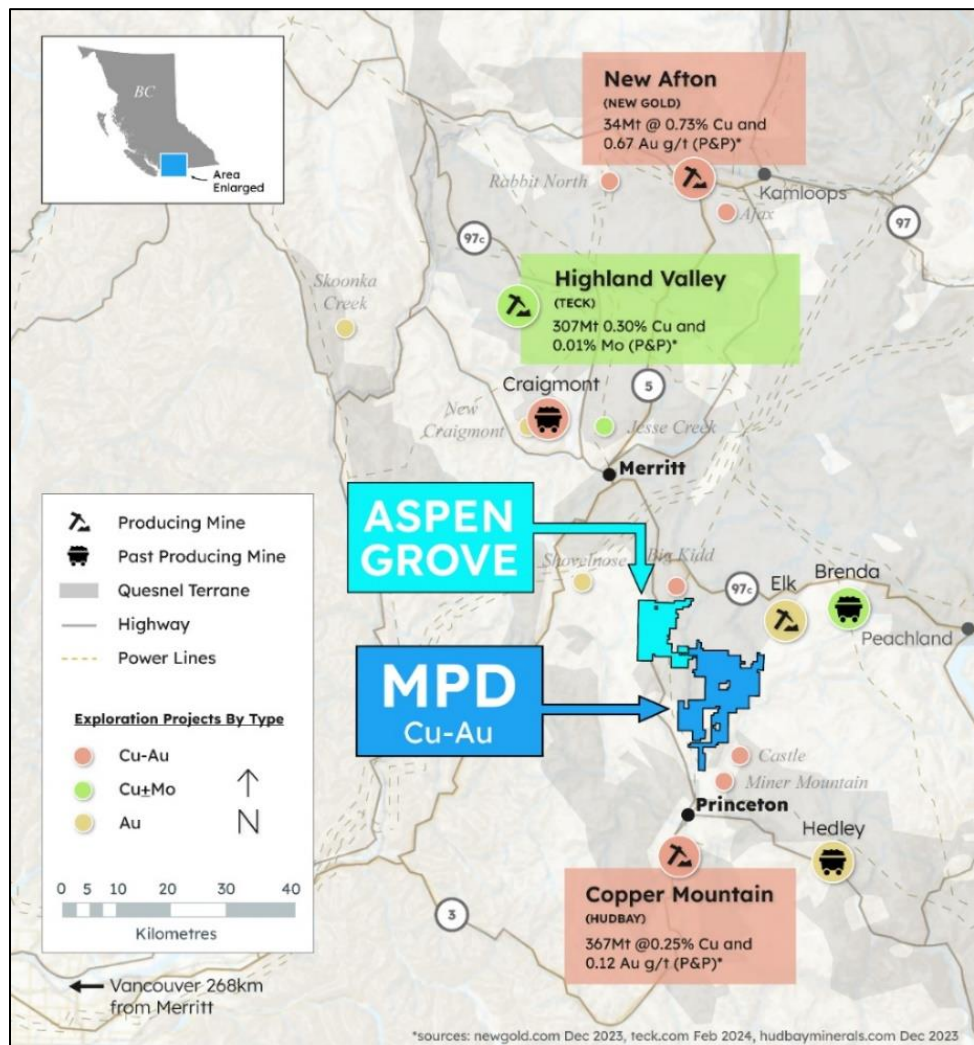 BC
Area
Enlarged
New Afton
(NEW GOLD)
34Mt @ 0.73% Cu and
0.67 Au g/t (P&P)*
Rabbit North
Kamloops
Ajax
97c
97
Highland Valley
(TECK)
307Mt 0.30% Cu and
0.01% Mo (P&P)*
Skoonka
Creek
5
Craigmont
New
Craigmont
Jesse Creek
Merritt
ASPEN
GROVE
Shovelnose
Big Kidd
97c
Elk
Brenda
Peachland
MPD
Cu-Au
Castle
Miner Mountain
Princeton
Hedley
Copper Mountain
(HUDBAY)
367Mt @0.25% Cu and
0.12 Au g/t (P&P)*
3
Producing Mine
Past Producing Mine
Quesnel Terrane
Highway
Power Lines
Exploration Projects By Type
Cu-Au
Cu±Mo
Au
N
0 5 10 20 30 40
Kilometres
Vancouver 268km
from Merritt
*sources: newgold.com Dec 2023, teck.com Feb 2024, hudbayminerals.com Dec 2023